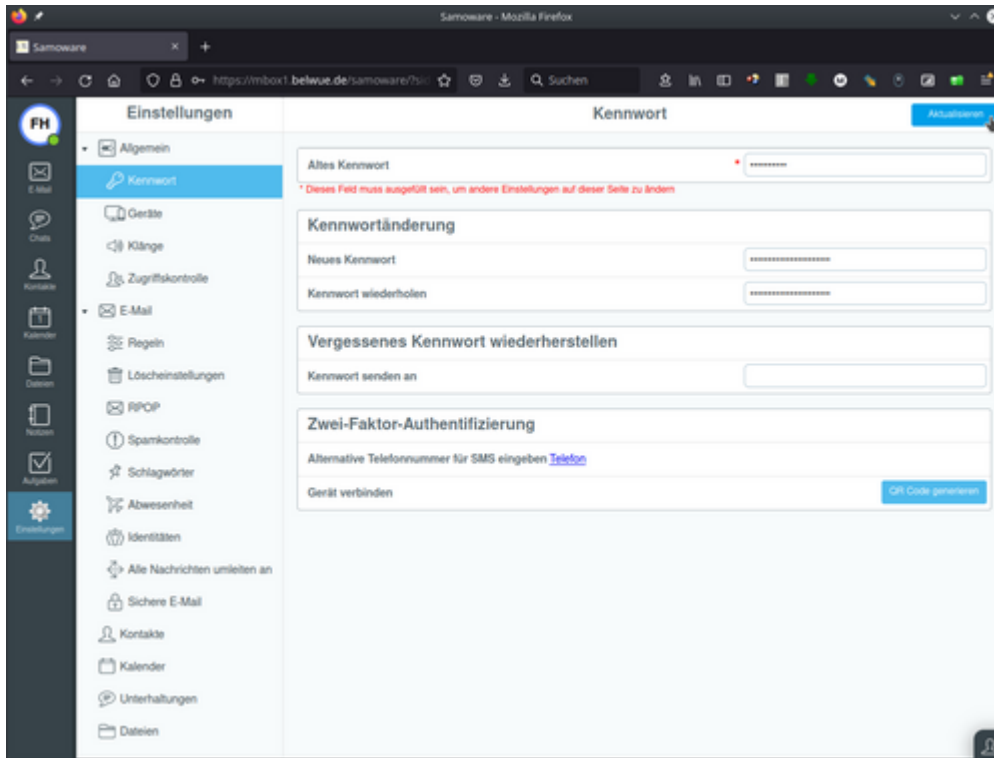 Samoware - Mozilla Firefox
Samoware
https://mbox1.belwue.de/samoware/?si
Suchen
FH
E-Mail
Chats
Kontakte
Kalender
Dateien
Notizen
Aufgaben
Einstellungen
Einstellungen
Allgemein
Kennwort
Geräte
Klänge
Zugriffskontrolle
E-Mail
Regeln
Löscheinstellungen
RPOP
Spamkontrolle
Schlagwörter
Abwesenheit
Identitäten
Alle Nachrichten umleiten an
Sichere E-Mail
Kontakte
Kalender
Unterhaltungen
Dateien
Kennwort
Aktualisieren
Altes Kennwort *
* Dieses Feld muss ausgefüllt sein, um andere Einstellungen auf dieser Seite zu ändern
Kennwortänderung
Neues Kennwort
Kennwort wiederholen
Vergessenes Kennwort wiederherstellen
Kennwort senden an
Zwei-Faktor-Authentifizierung
Alternative Telefonnummer für SMS eingeben Telefon
Gerät verbinden
QR Code generieren